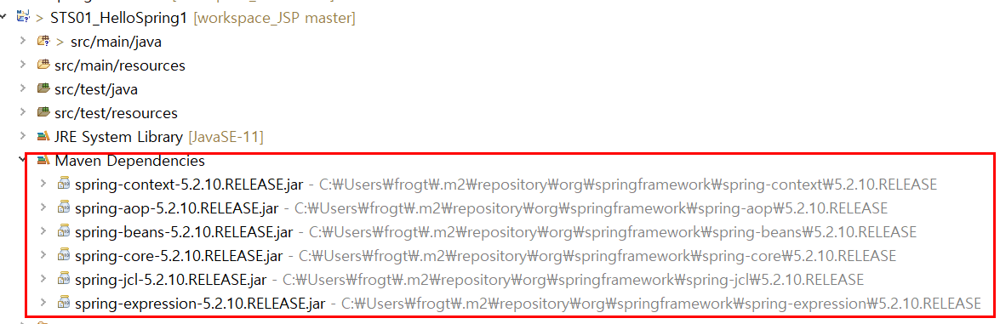 > STS01_HelloSpring1 [workspace_JSP master]
> src/main/java
src/main/resources
src/test/java
src/test/resources
JRE System Library [JavaSE-11]
Maven Dependencies
spring-context-5.2.10.RELEASE.jar - C:₩Users₩frogt₩.m2₩repository₩org₩springframework₩spring-context₩5.2.10.RELEASE
spring-aop-5.2.10.RELEASE.jar - C:₩Users₩frogt₩.m2₩repository₩org₩springframework₩spring-aop₩5.2.10.RELEASE
spring-beans-5.2.10.RELEASE.jar - C:₩Users₩frogt₩.m2₩repository₩org₩springframework₩spring-beans₩5.2.10.RELEASE
spring-core-5.2.10.RELEASE.jar - C:₩Users₩frogt₩.m2₩repository₩org₩springframework₩spring-core₩5.2.10.RELEASE
spring-jcl-5.2.10.RELEASE.jar - C:₩Users₩frogt₩.m2₩repository₩org₩springframework₩spring-jcl₩5.2.10.RELEASE
spring-expression-5.2.10.RELEASE.jar - C:₩Users₩frogt₩.m2₩repository₩org₩springframework₩spring-expression₩5.2.10.RELEASE